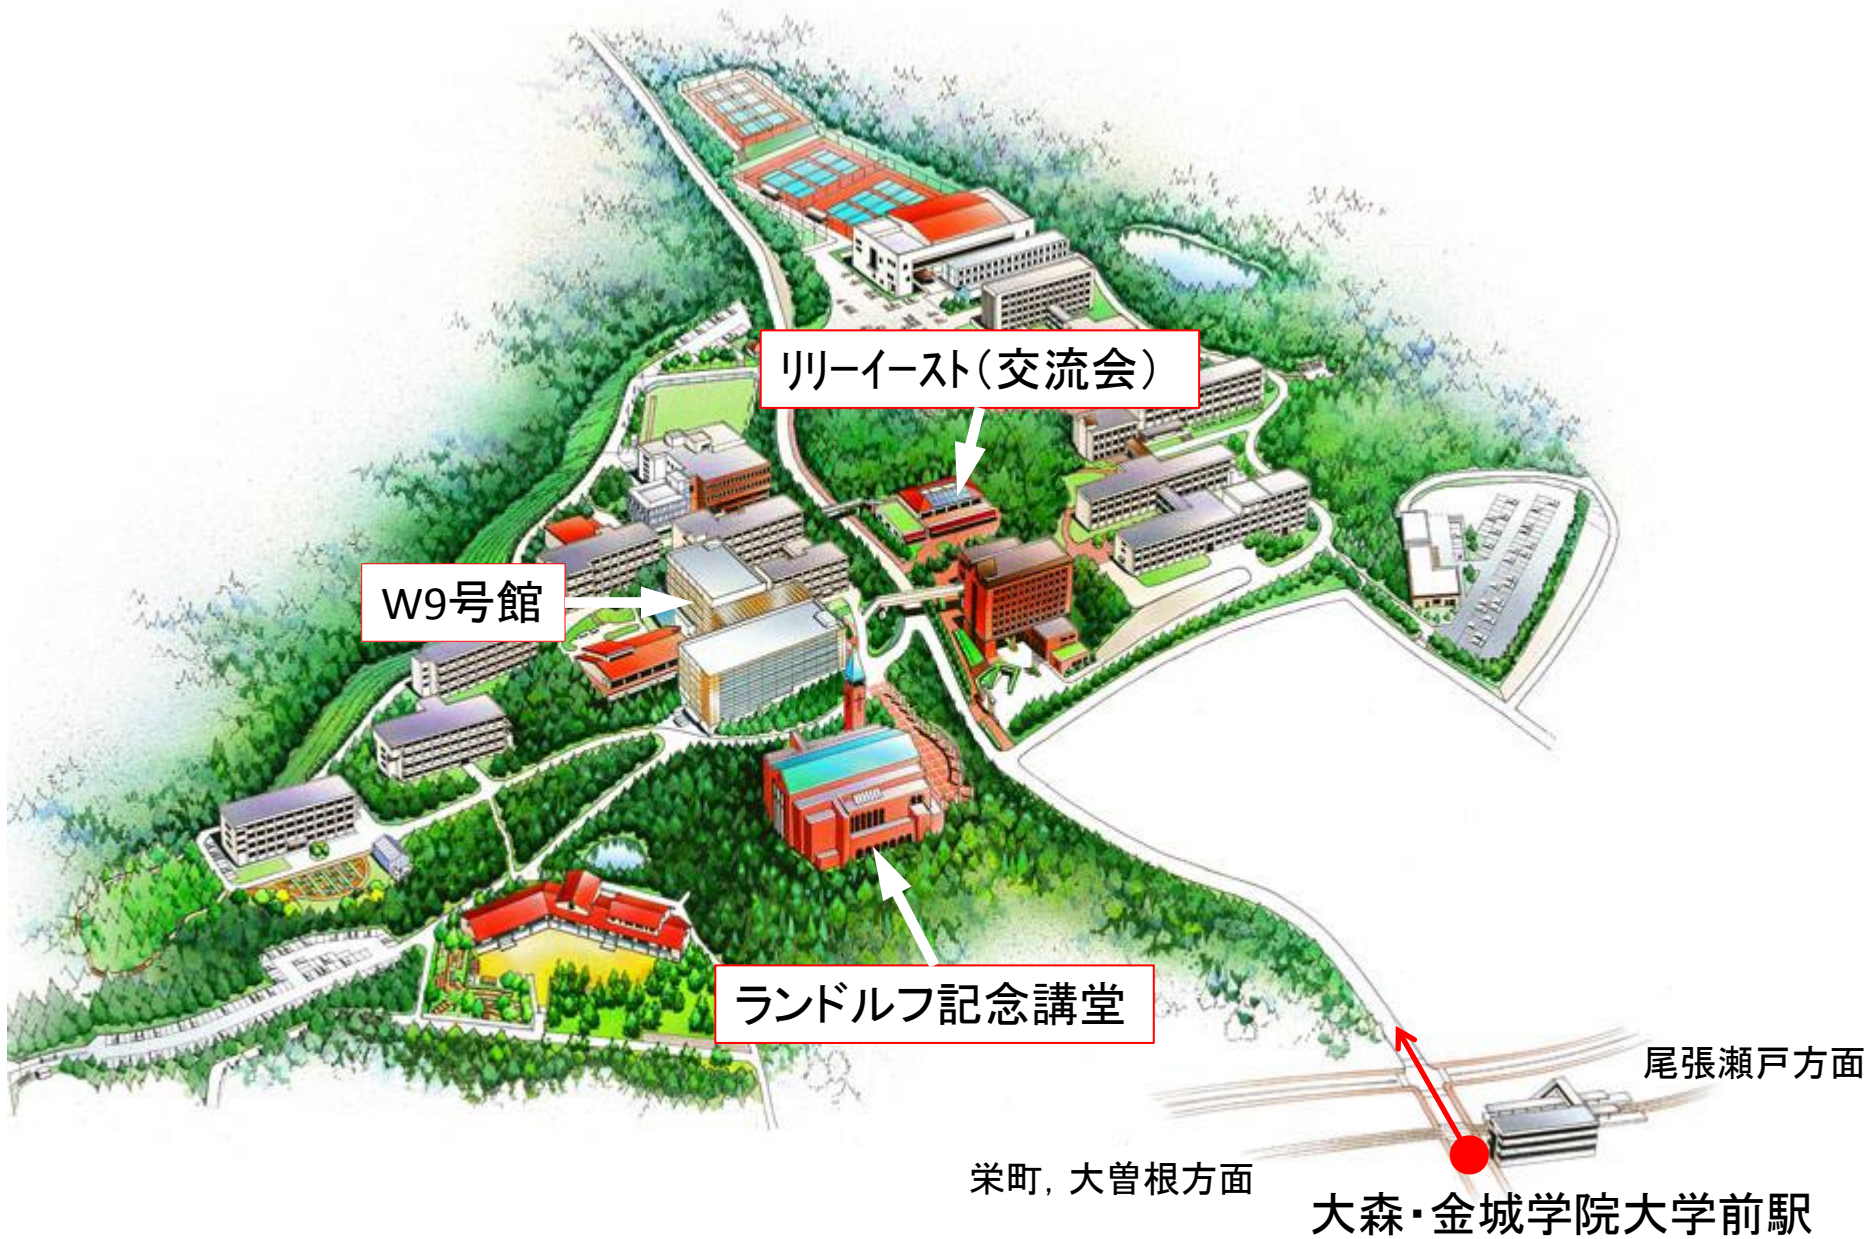 リリーイースト（交流会）
W9号館
ランドルフ記念講堂
尾張瀬戸方面
栄町, 大曽根方面
大森・金城学院大学前駅